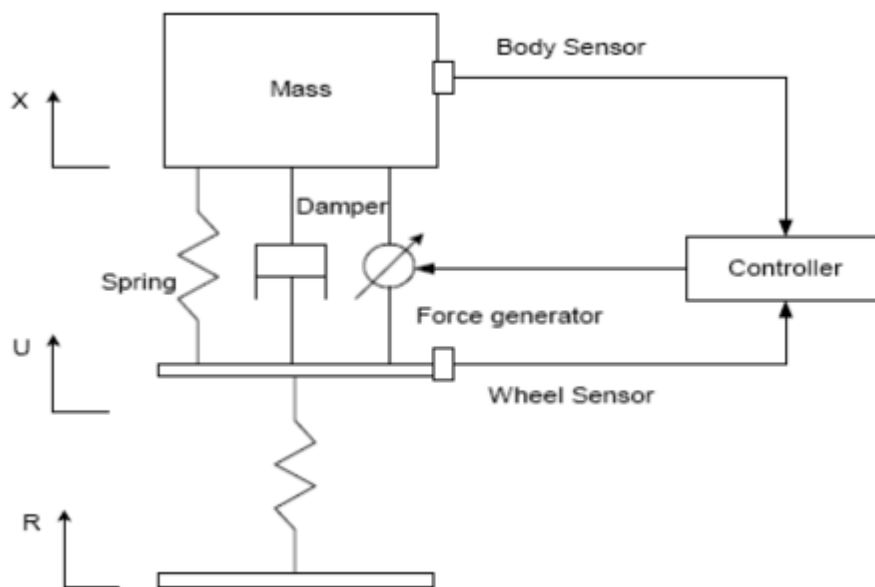 Body Sensor
X
Mass
Damper
Controller
Spring
Force generator
U
Wheel Sensor
R